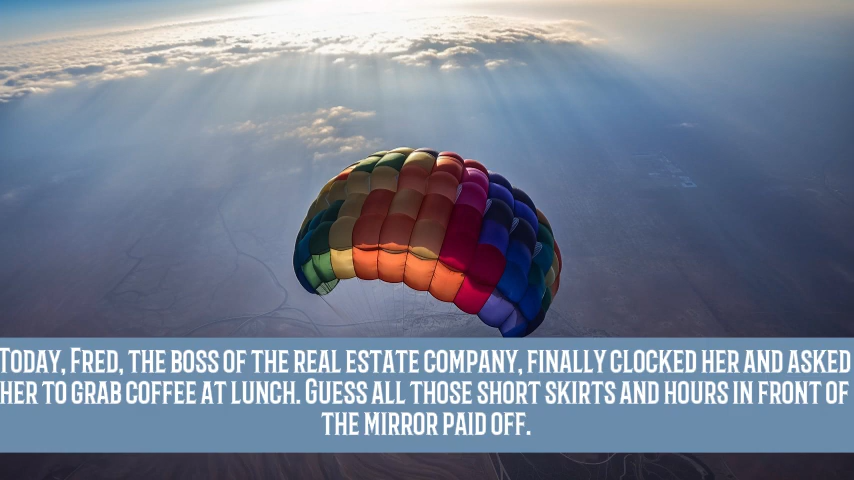 Today, Fred, the boss of the real estate company, finally clocked her and asked
her to grab coffee at lunch. Guess all those short skirts and hours in front of
the mirror paid off.